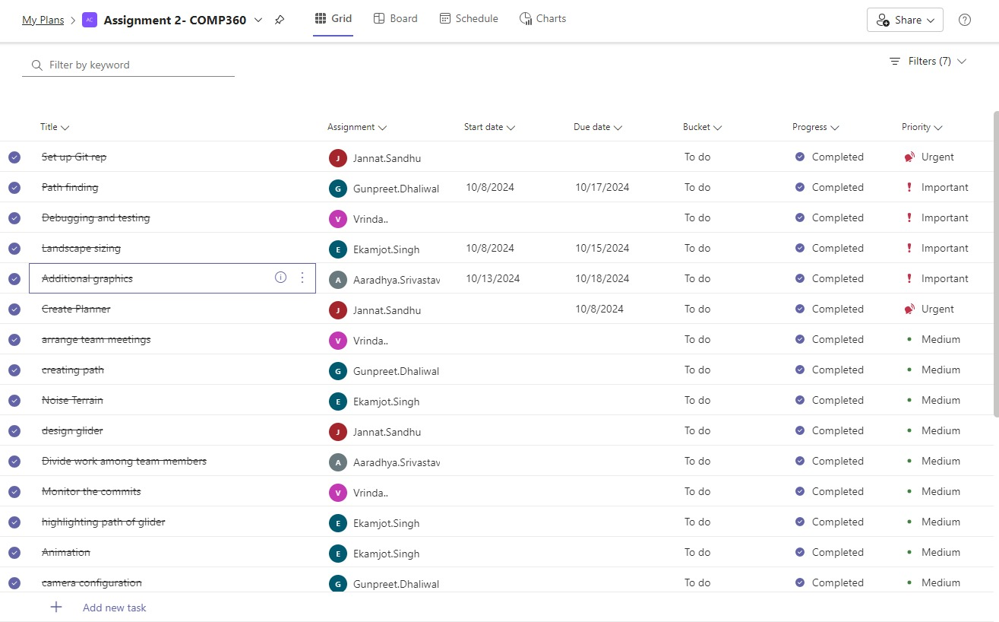 My Plans > AC Assignment 2- COMP360 Grid Board Schedule Charts Share
Filter by keyword Filters (7)
Title Assignment Start date Due date Bucket Progress Priority
Set up Git rep J Jannat.Sandhu To do Completed Urgent
Path finding G Gunpreet.Dhaliwal 10/8/2024 10/17/2024 To do Completed Important
Debugging and testing V Vrinda.. To do Completed Important
Landscape sizing E Ekamjot.Singh 10/8/2024 10/15/2024 To do Completed Important
Additional graphics A Aaradhya.Srivastav 10/13/2024 10/18/2024 To do Completed Important
Create Planner J Jannat.Sandhu 10/8/2024 To do Completed Urgent
arrange team meetings V Vrinda.. To do Completed Medium
creating path G Gunpreet.Dhaliwal To do Completed Medium
Noise Terrain E Ekamjot.Singh To do Completed Medium
design glider J Jannat.Sandhu To do Completed Medium
Divide work among team members A Aaradhya.Srivastav To do Completed Medium
Monitor the commits V Vrinda.. To do Completed Medium
highlighting path of glider E Ekamjot.Singh To do Completed Medium
Animation E Ekamjot.Singh To do Completed Medium
camera configuration G Gunpreet.Dhaliwal To do Completed Medium
+ Add new task